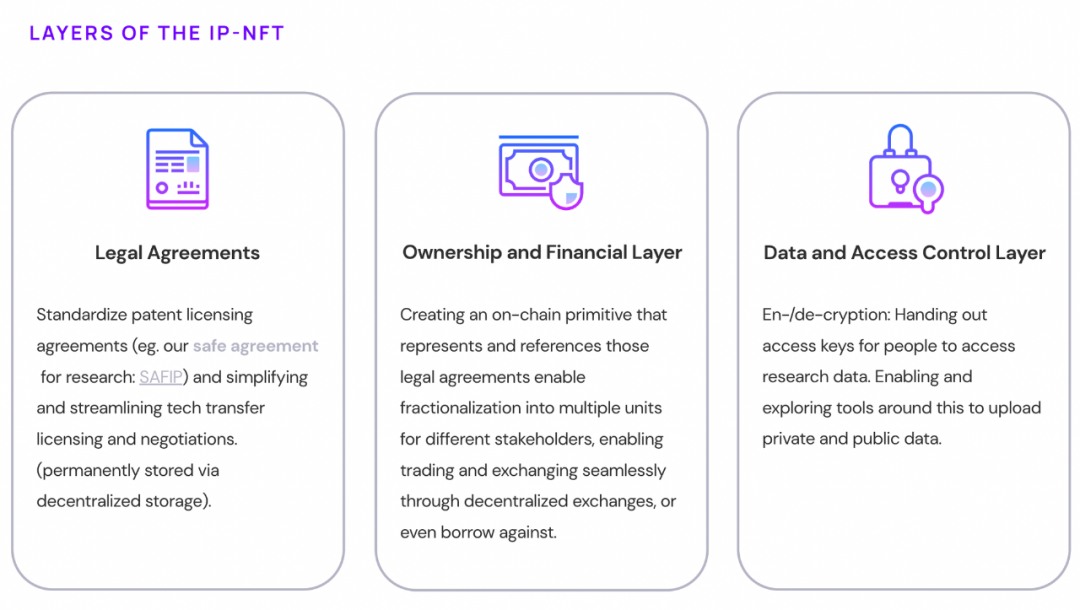 LAYERS OF THE IP-NFT
Legal Agreements
Standardize patent licensing
agreements (eg. our safe agreement
for research: SAFIP) and simplifying
and streamlining tech transfer
licensing and negotiations.
(permanently stored via
decentralized storage).
Ownership and Financial Layer
Creating an on-chain primitive that
represents and references those
legal agreements enable
fractionalization into multiple units
for different stakeholders, enabling
trading and exchanging seamlessly
through decentralized exchanges, or
even borrow against.
Data and Access Control Layer
En-/de-cryption: Handing out
access keys for people to access
research data. Enabling and
exploring tools around this to upload
private and public data.